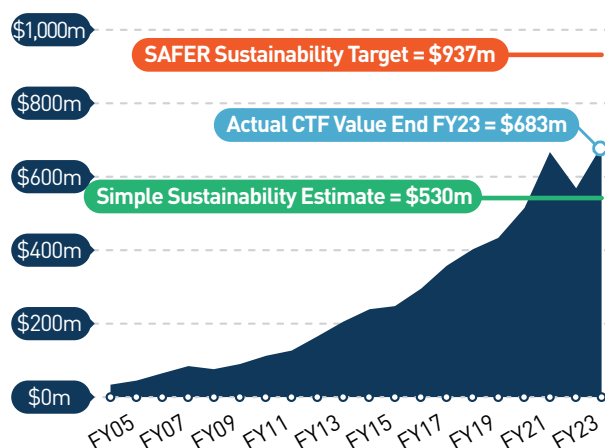 $1,000m
SAFER Sustainability Target = $937m
$800m
Actual CTF Value End FY23 = $683m
$600m
Simple Sustainability Estimate = $530m
$400m
$200m
$0m
FY05
FY07
FY09
FY11
FY13
FY15
FY17
FY19
FY21
FY23